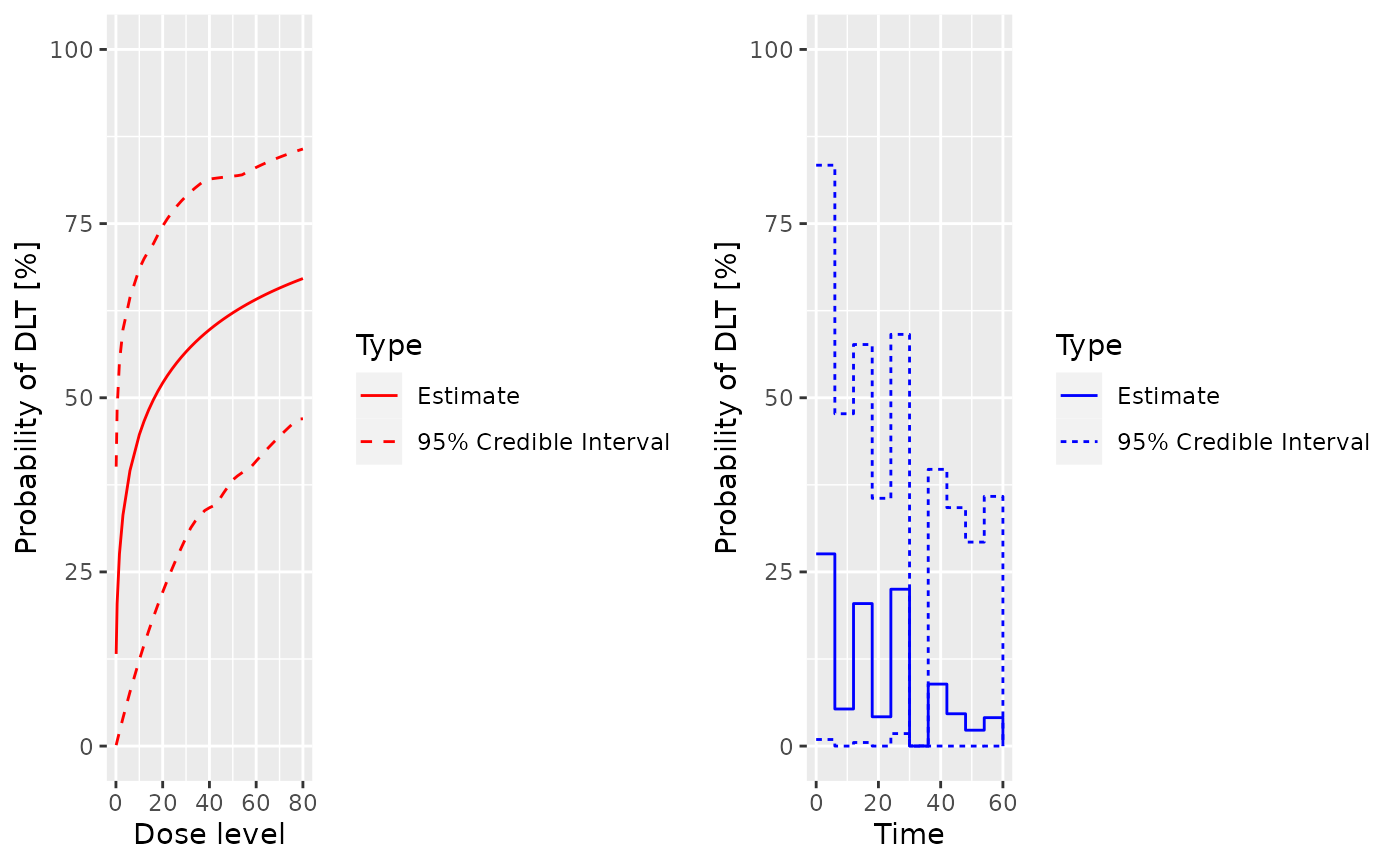 Probability of DLT [%]
100
75
50
25
0
0 20 40 60 80
Dose level
Type
Estimate
95% Credible Interval
Probability of DLT [%]
100
75
50
25
0
0 20 40 60
Time
Type
Estimate
95% Credible Interval